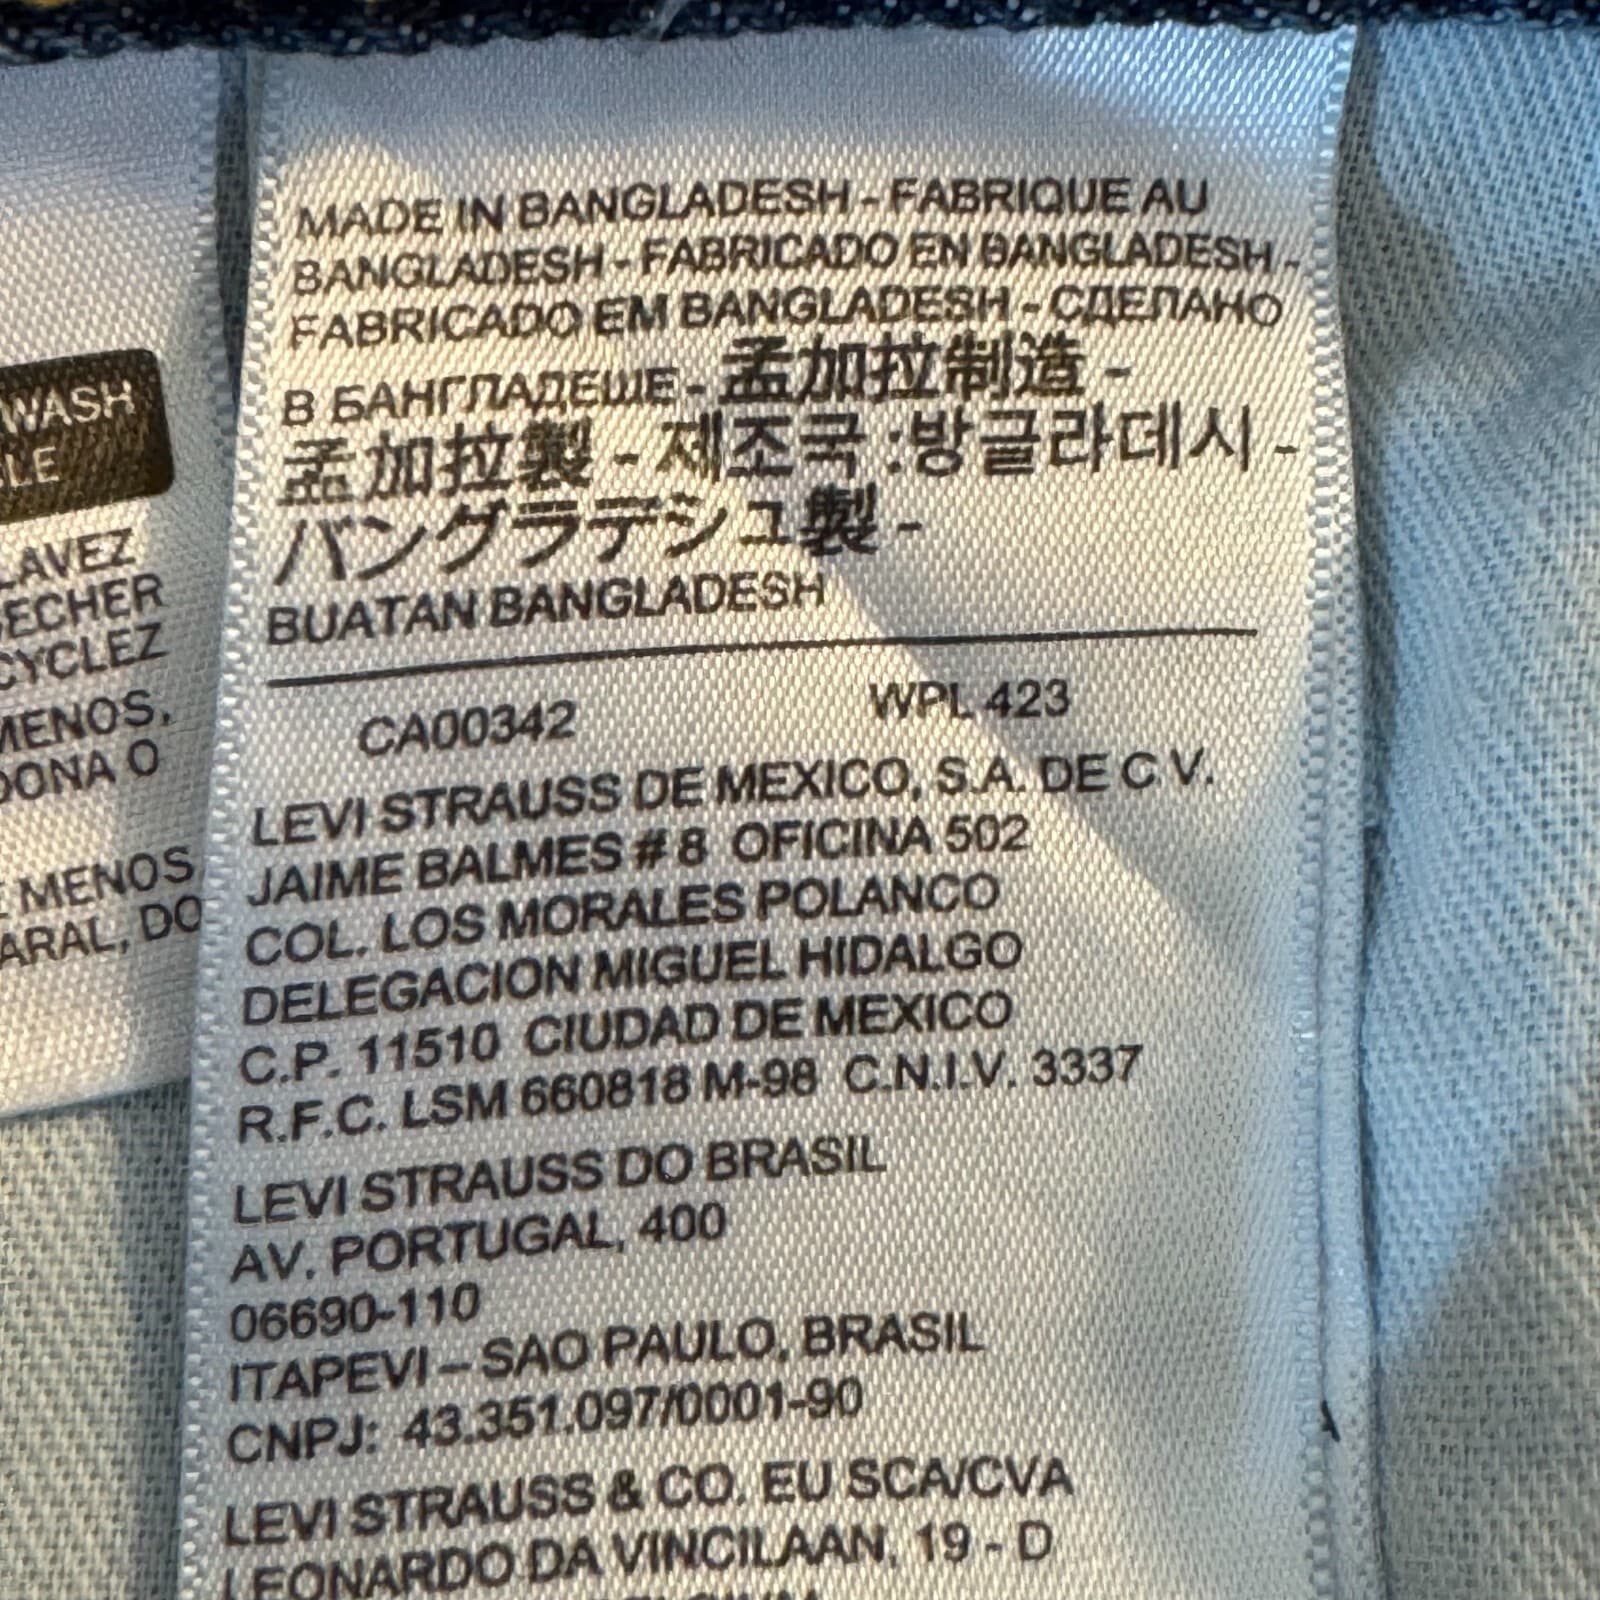 WASH
LE
LAVEZ
ECHER
CYCLEZ
MENOS,
DONA O
MENOS
ARAL, DO
MADE IN BANGLADESH - FABRIQUE AU
BANGLADESH - FABRICADO EN BANGLADESH -
FABRICADO EM BANGLADESH - СДЕЛАНО
В БАНГЛАДЕШЕ - 孟加拉制造 -
孟加拉製 - 제조국 :방글라데시 -
バングラデシュ製 -
BUATAN BANGLADESH
CA00342 WPL 423
LEVI STRAUSS DE MEXICO, S.A. DE C V.
JAIME BALMES # 8 OFICINA 502
COL. LOS MORALES POLANCO
DELEGACION MIGUEL HIDALGO
C.P. 11510 CIUDAD DE MEXICO
R.F.C. LSM 660818 M-98 C.N.I.V. 3337
LEVI STRAUSS DO BRASIL
AV. PORTUGAL, 400
06690-110
ITAPEVI – SAO PAULO, BRASIL
CNPJ: 43.351.097/0001-90
LEVI STRAUSS & CO. EU SCA/CVA
LEONARDO DA VINCILAAN, 19 - D